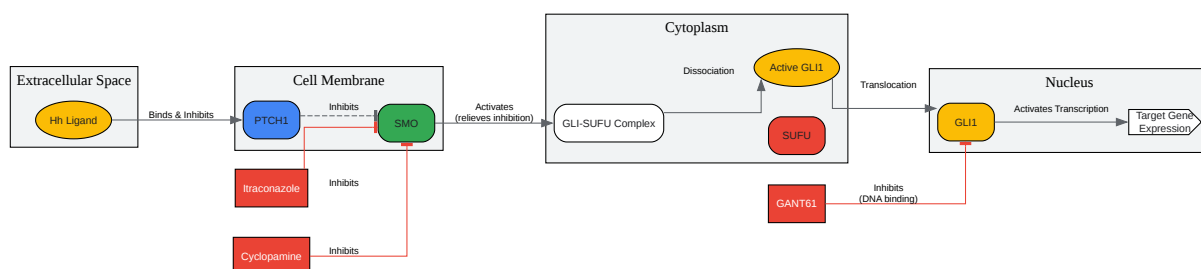 Extracellular Space
Hh Ligand
Binds & Inhibits
Cell Membrane
PTCH1
Inhibits
SMO
Itraconazole
Inhibits
Cyclopamine
Inhibits
Activates
(relieves inhibition)
Cytoplasm
GLI-SUFU Complex
Dissociation
Active GLI1
SUFU
Translocation
GANT61
Inhibits
(DNA binding)
Nucleus
GLI1
Activates Transcription
Target Gene
Expression